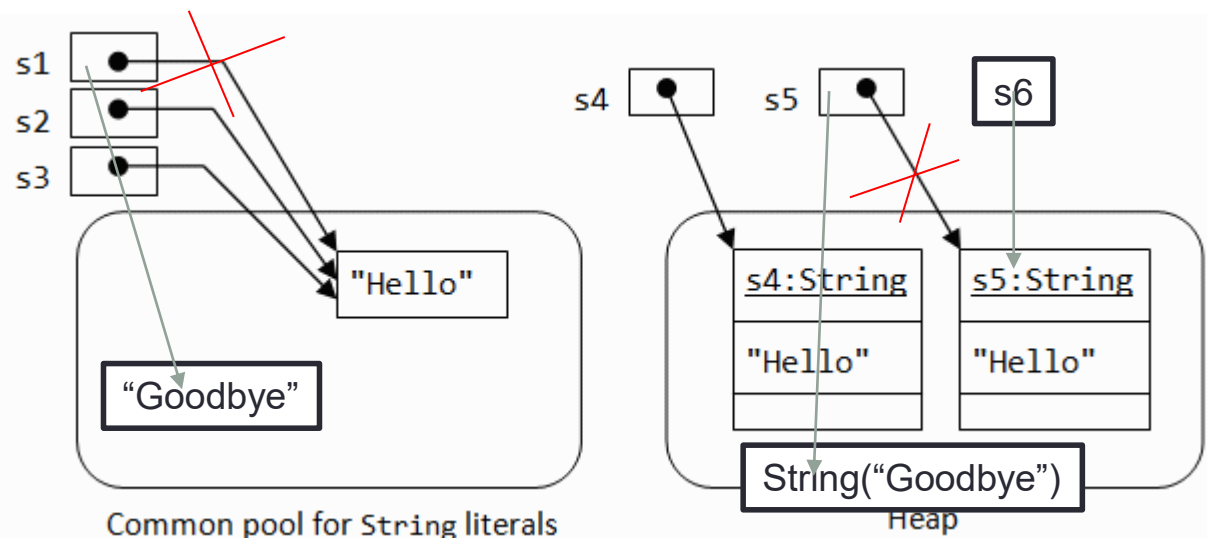 s1
s2
s3
"Hello"
“Goodbye”
Common pool for String literals
s4
s5
s6
s4:String
"Hello"
s5:String
"Hello"
String(“Goodbye”)
Heap